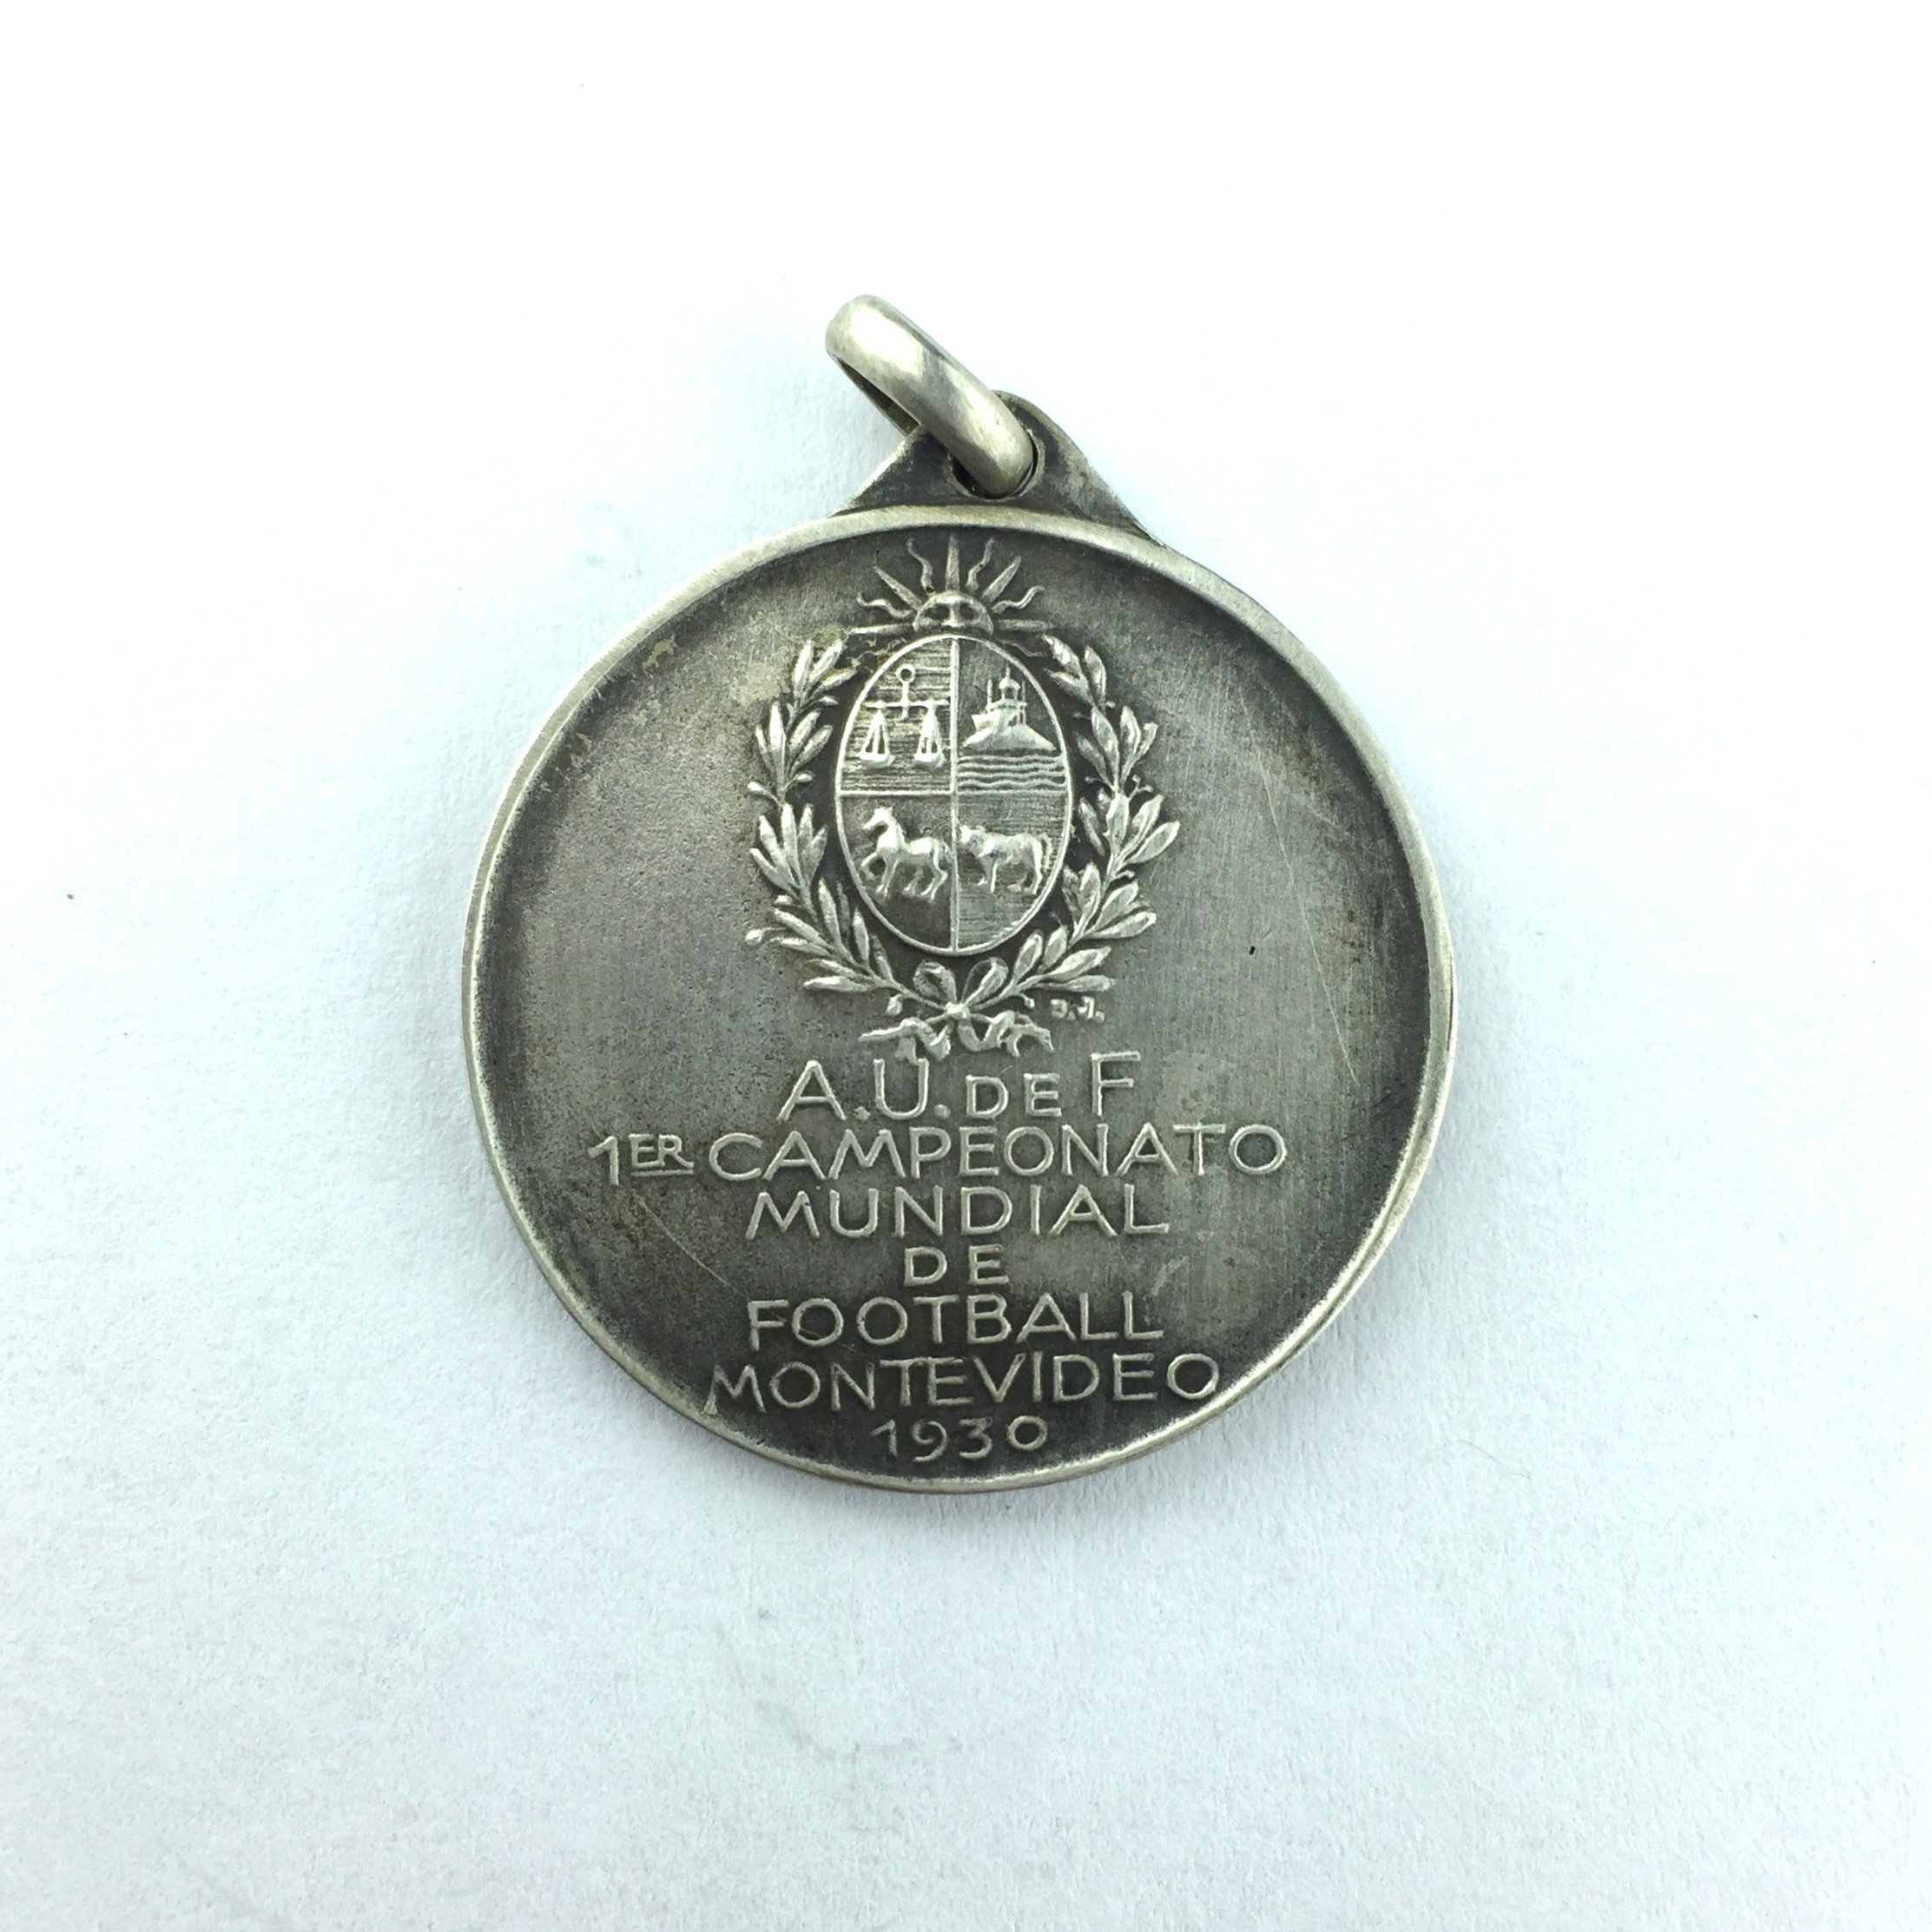 A.U. DE F
1ER CAMPEONATO
MUNDIAL
DE
FOOTBALL
MONTEVIDEO
1930